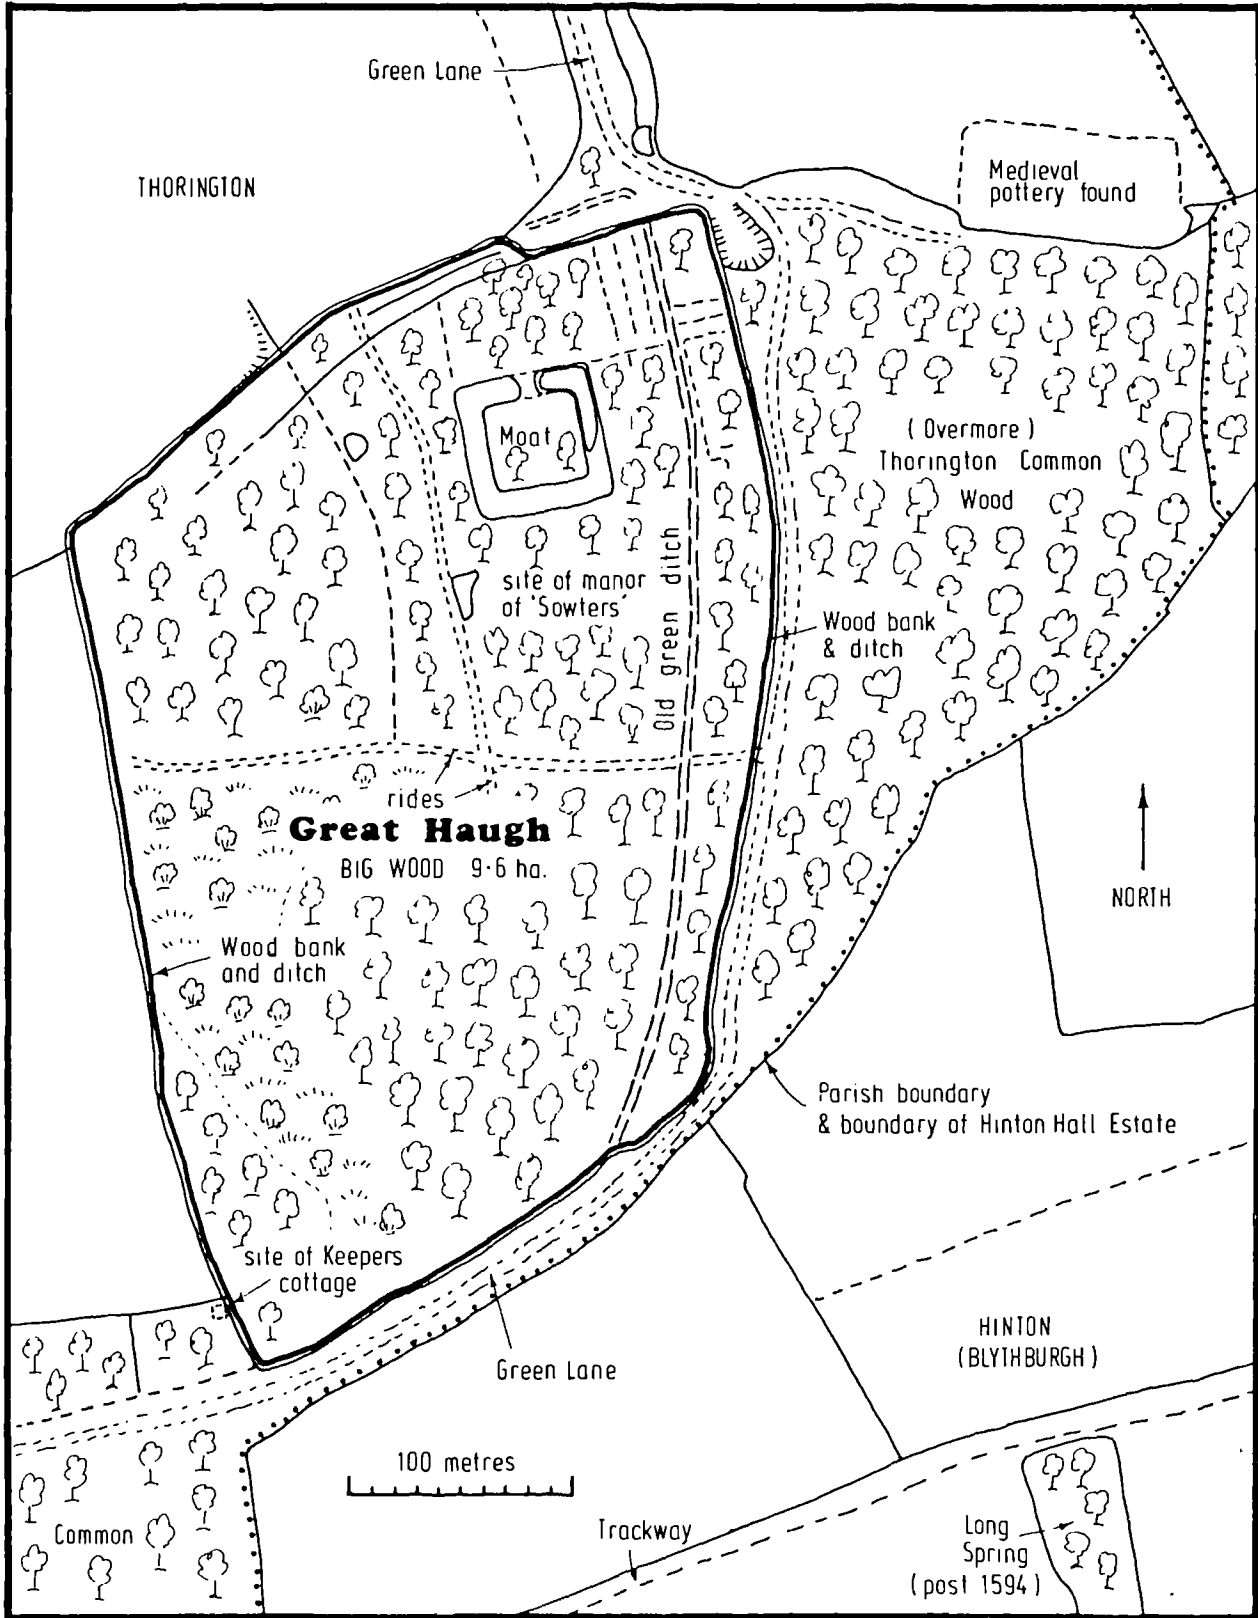 Green Lane
THORINGTON
Medieval
pottery found
Moat
(Overmore)
Thorington Common
Wood
site of manor
of 'Sowters'
Old green ditch
Wood bank
& ditch
rides
Great Haugh
BIG WOOD 9·6 ha.
NORTH
Wood bank
and ditch
Parish boundary
& boundary of Hinton Hall Estate
site of Keepers
cottage
Green Lane
HINTON
(BLYTHBURGH)
100 metres
Common
Trackway
Long
Spring
(post 1594)